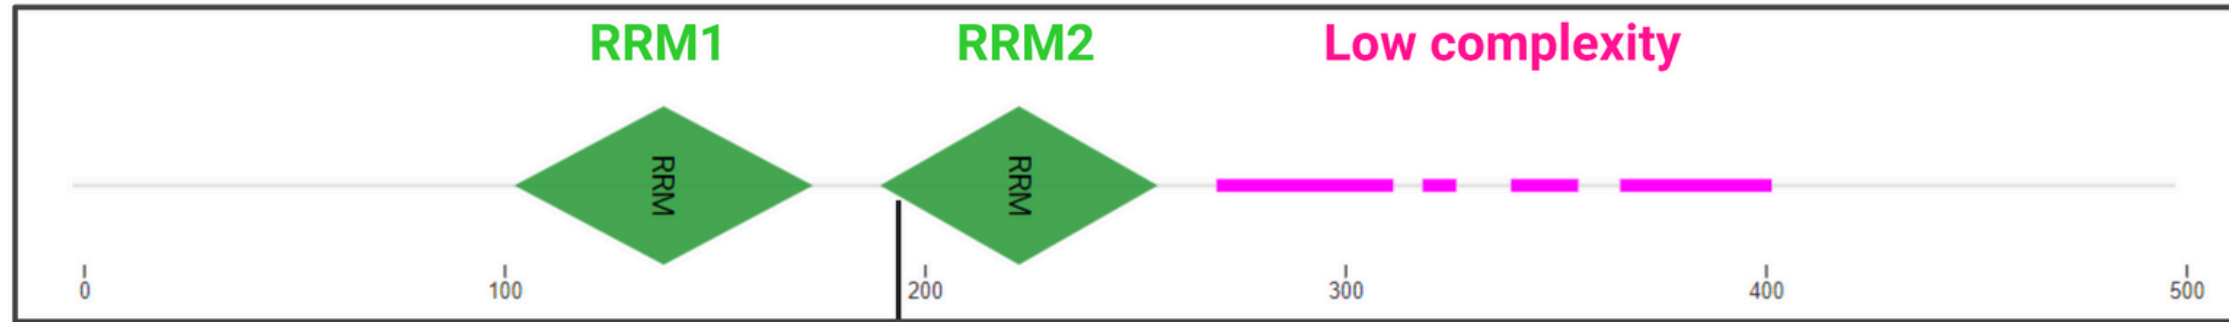 RRM1 RRM2 Low complexity
RRM RRM
0 100 200 300 400 500